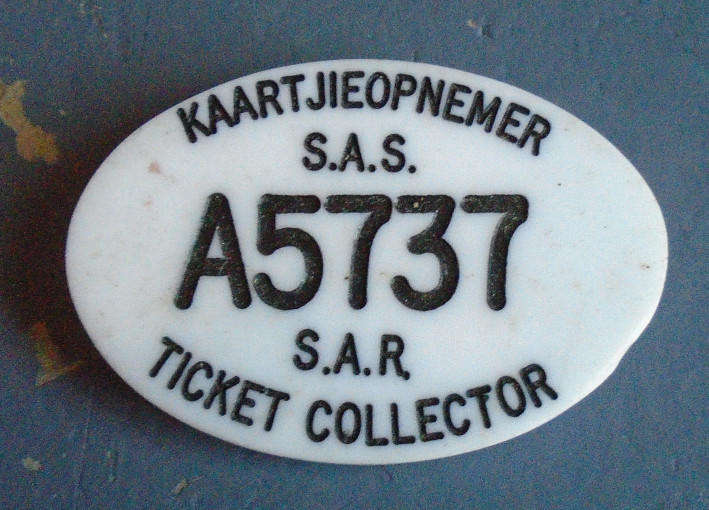 KAARTJIEOPNEMER
S.A.S.
A5737
S.A.R.
TICKET COLLECTOR